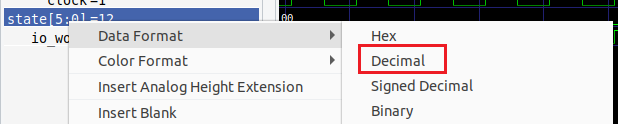 clock=1
state[5:0]=12
00
io_wo
Data Format
Hex
Color Format
Decimal
Insert Analog Height Extension
Signed Decimal
Insert Blank
Binary